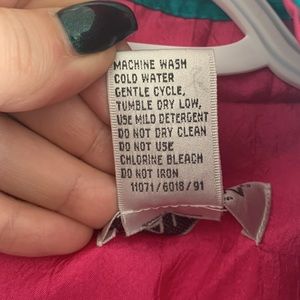 MACHINE WASH
COLD WATER
GENTLE CYCLE,
TUMBLE DRY LOW,
USE MILD DETERGENT
DO NOT DRY CLEAN
DO NOT USE
CHLORINE BLEACH
DO NOT IRON
11071/6018/91